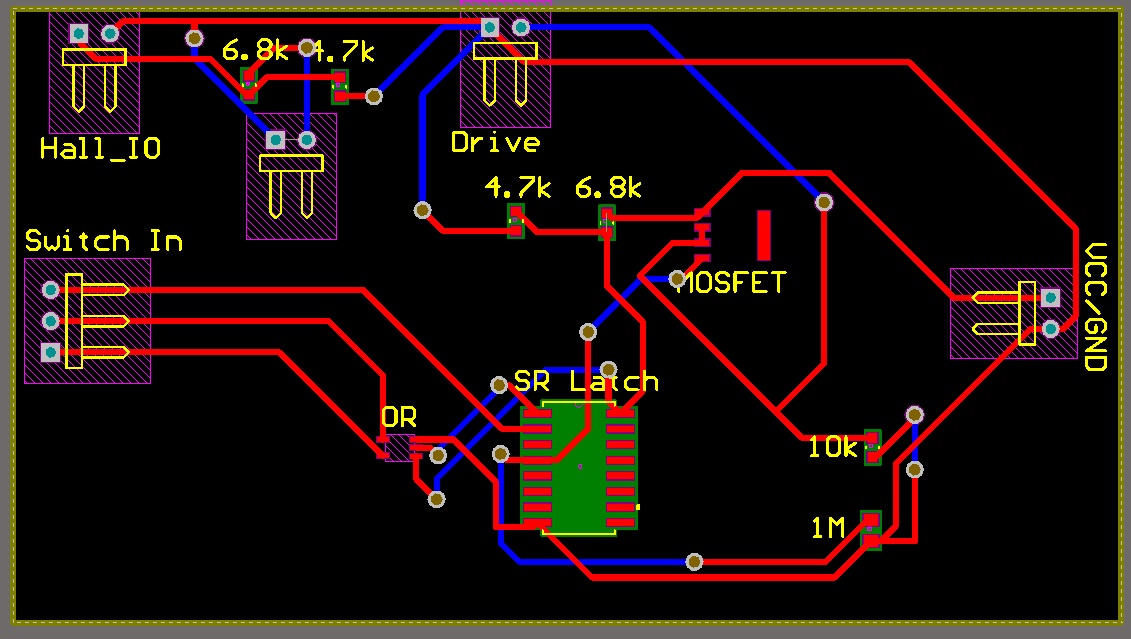 6.8k 4.7k
Hall_IO
Drive
4.7k 6.8k
Switch In
MOSFET
VCC/GND
SR Latch
OR
10k
1M